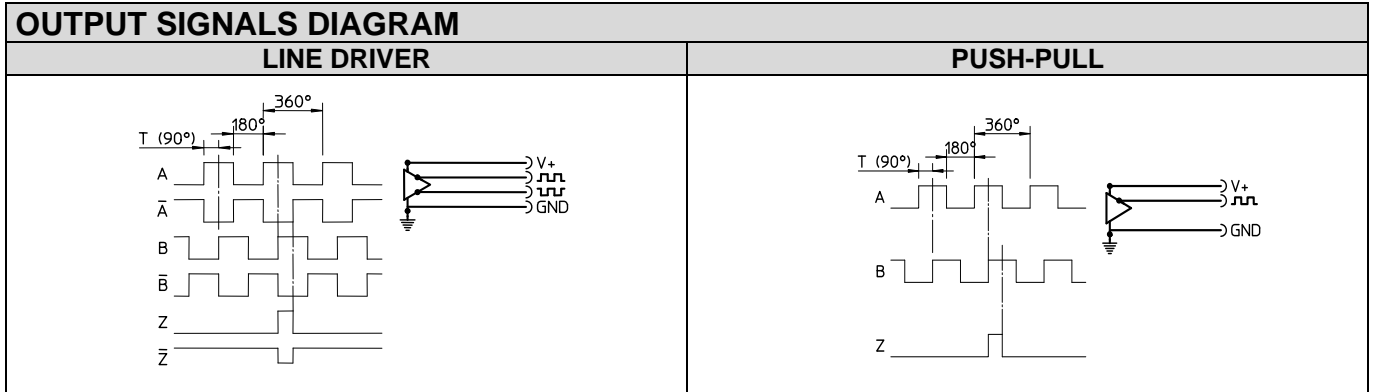 OUTPUT SIGNALS DIAGRAM
LINE DRIVER
PUSH-PULL
360°
180°
T (90°)
A
A̅
B
B̅
Z
Z̅
V+
GND
360°
180°
T (90°)
A
B
Z
V+
GND